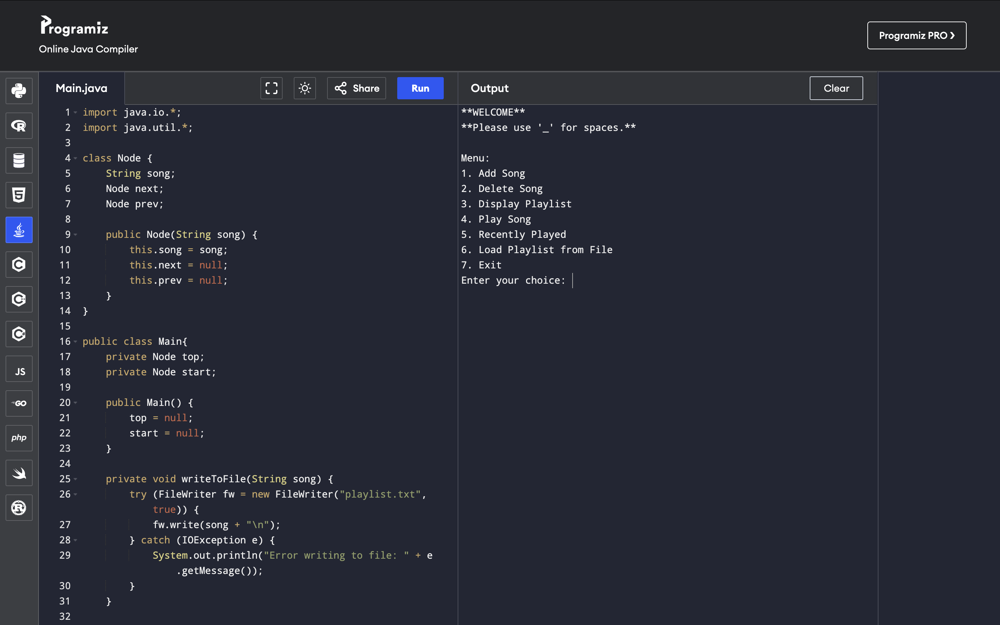 Programiz
Online Java Compiler
Programiz PRO ❯
Main.java
Share
Run
Output
Clear
1 import java.io.*;
2 import java.util.*;
3
4 class Node {
5     String song;
6     Node next;
7     Node prev;
8
9     public Node(String song) {
10         this.song = song;
11         this.next = null;
12         this.prev = null;
13     }
14 }
15
16 public class Main{
17     private Node top;
18     private Node start;
19
20     public Main() {
21         top = null;
22         start = null;
23     }
24
25     private void writeToFile(String song) {
26         try (FileWriter fw = new FileWriter("playlist.txt",
            true)) {
27             fw.write(song + "\n");
28         } catch (IOException e) {
29             System.out.println("Error writing to file: " + e
                .getMessage());
30         }
31     }
32
**WELCOME**
**Please use '_' for spaces.**

Menu:
1. Add Song
2. Delete Song
3. Display Playlist
4. Play Song
5. Recently Played
6. Load Playlist from File
7. Exit
Enter your choice:
R
5
C
C++
C#
JS
GO
php
R